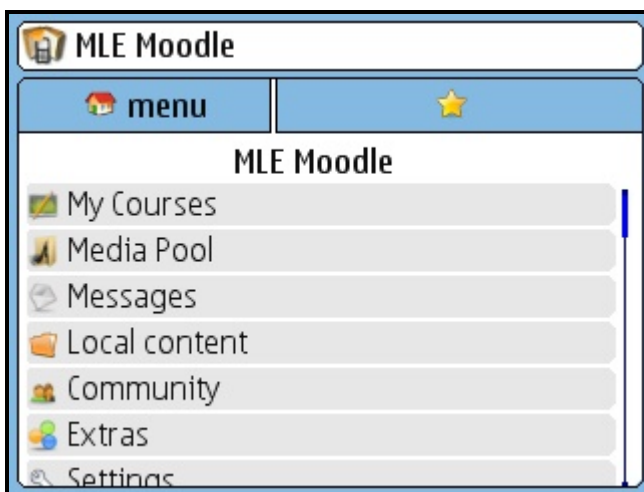 MLE Moodle
menu
MLE Moodle
My Courses
Media Pool
Messages
Local content
Community
Extras
Settings